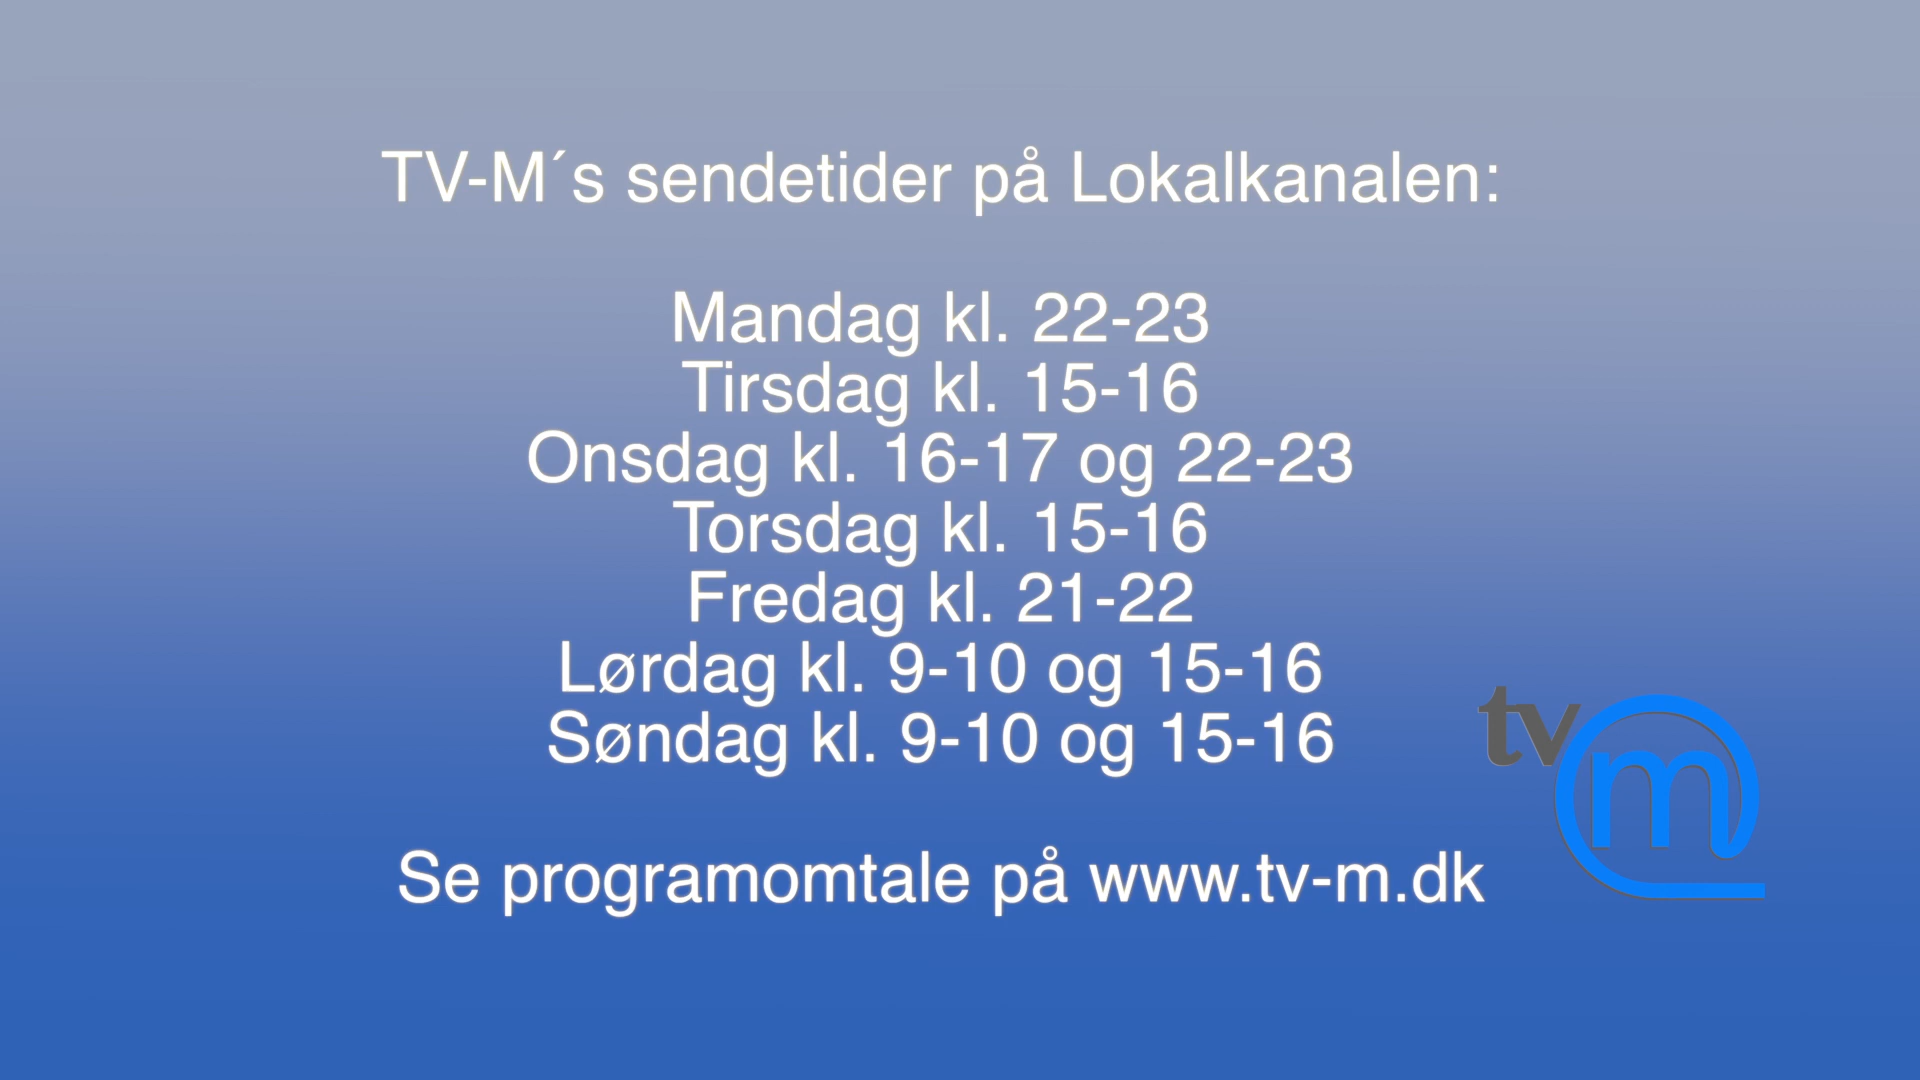 TV-M´s sendetider på Lokalkanalen:
Mandag kl. 22-23
Tirsdag kl. 15-16
Onsdag kl. 16-17 og 22-23
Torsdag kl. 15-16
Fredag kl. 21-22
Lørdag kl. 9-10 og 15-16
Søndag kl. 9-10 og 15-16
tv m
Se programomtale på www.tv-m.dk